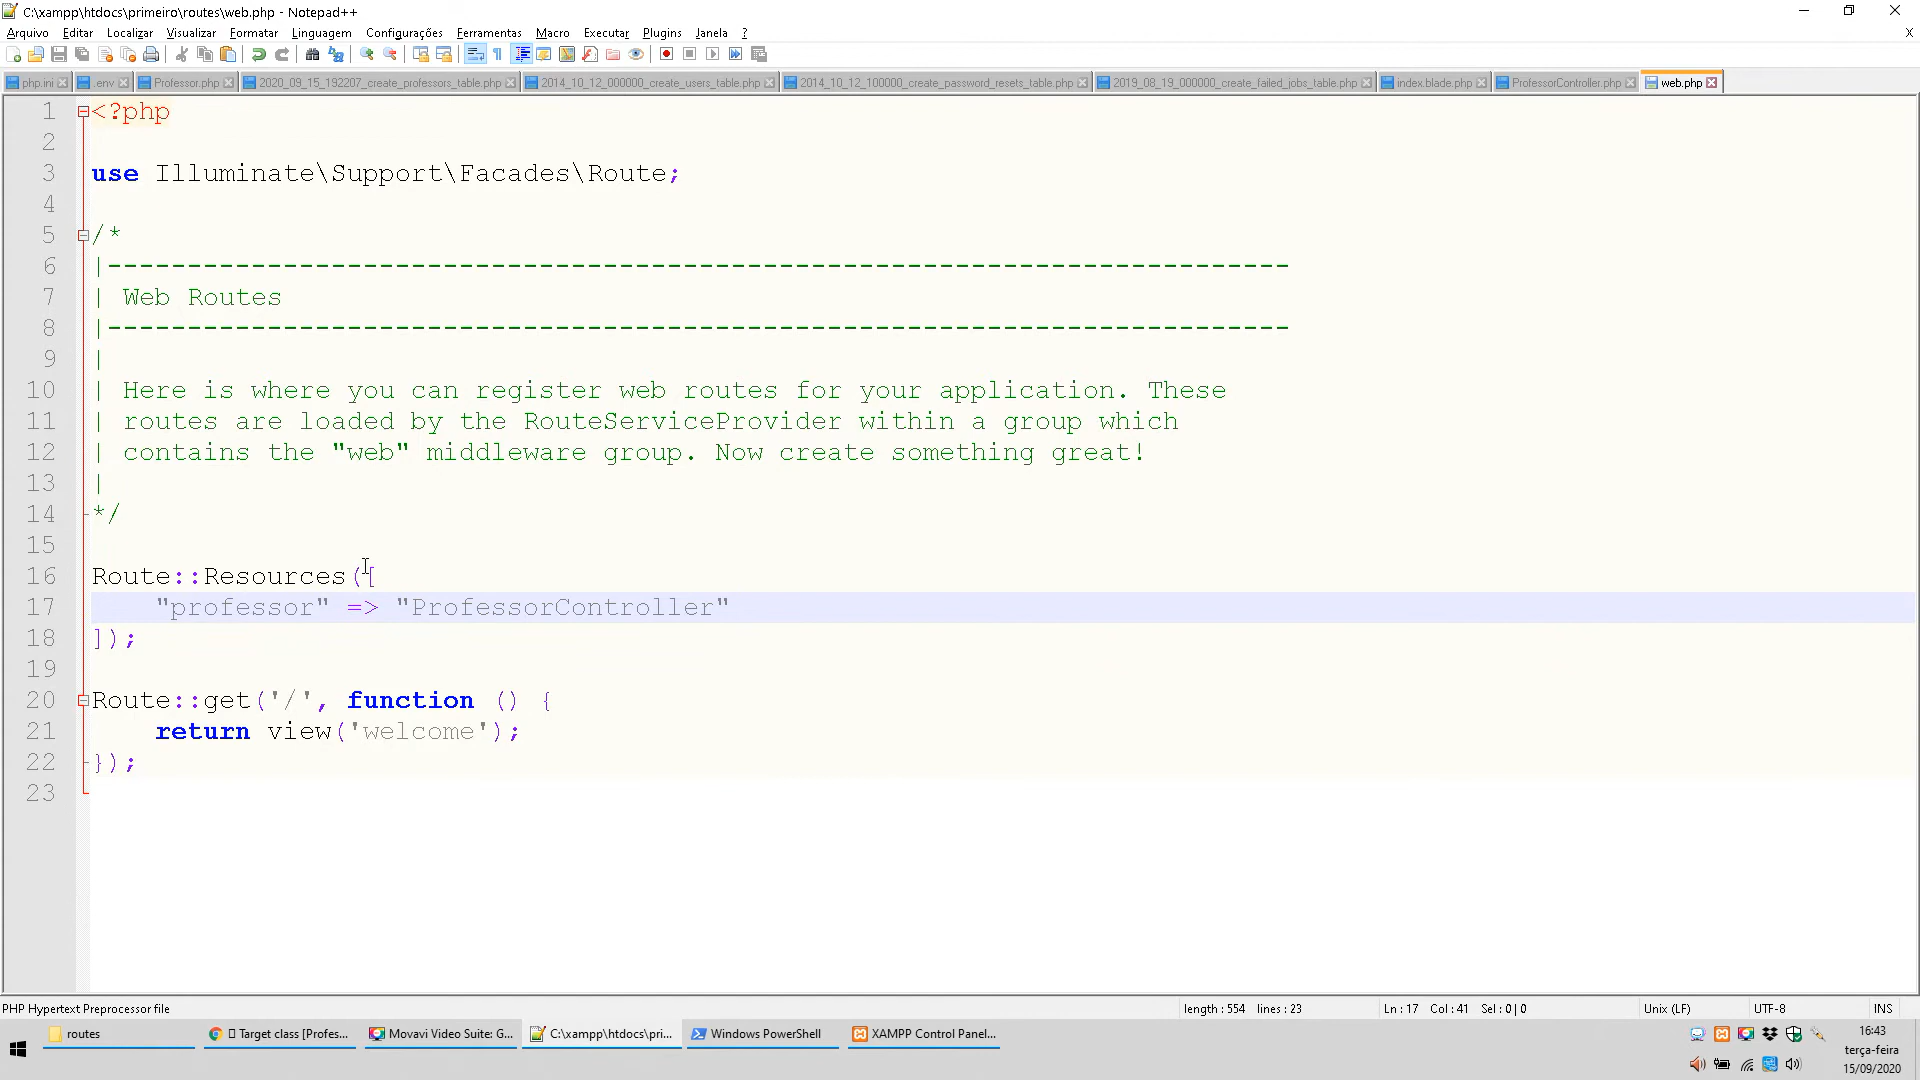 C:\xampp\htdocs\primeiro\routes\web.php - Notepad++
Arquivo Editar Localizar Visualizar Formatar Linguagem Configurações Ferramentas Macro Executar Plugins Janela ? X
php.ini .env Professor.php 2020_09_15_192207_create_professors_table.php 2014_10_12_000000_create_users_table.php 2014_10_12_100000_create_password_resets_table.php 2019_08_19_000000_create_failed_jobs_table.php index.blade.php ProfessorController.php web.php
1 <?php
2
3 use Illuminate\Support\Facades\Route;
4
5 /*
6 |--------------------------------------------------------------------------
7 | Web Routes
8 |--------------------------------------------------------------------------
9 |
10 | Here is where you can register web routes for your application. These
11 | routes are loaded by the RouteServiceProvider within a group which
12 | contains the "web" middleware group. Now create something great!
13 |
14 */
15
16 Route::Resources([
17 "professor" => "ProfessorController"
18 ]);
19
20 Route::get('/', function () {
21 return view('welcome');
22 });
23
PHP Hypertext Preprocessor file length : 554 lines : 23 Ln : 17 Col : 41 Sel : 0 | 0 Unix (LF) UTF-8 INS
routes Target class [Profes... Movavi Video Suite: G... C:\xampp\htdocs\pri... Windows PowerShell XAMPP Control Panel...
16:43
terça-feira
15/09/2020